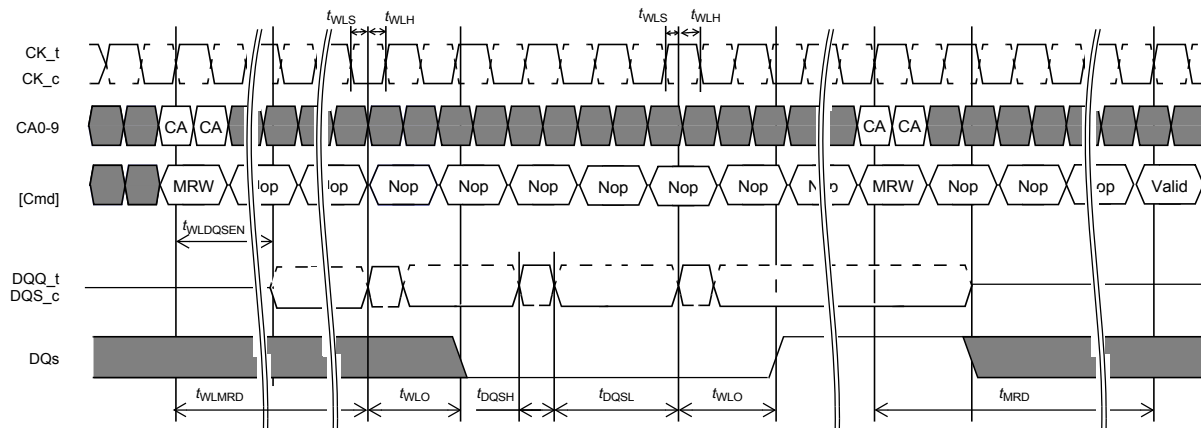 tWLS tWLH tWLS tWLH
CK_t
CK_c
CA0-9 CA CA CA CA
[Cmd] MRW Nop Nop Nop Nop Nop Nop Nop MRW Nop Nop Valid
tWLDQSEN
DQQ_t
DQS_c
DQs
tWLMRD tWLO tDQSH tDQSL tWLO tMRD